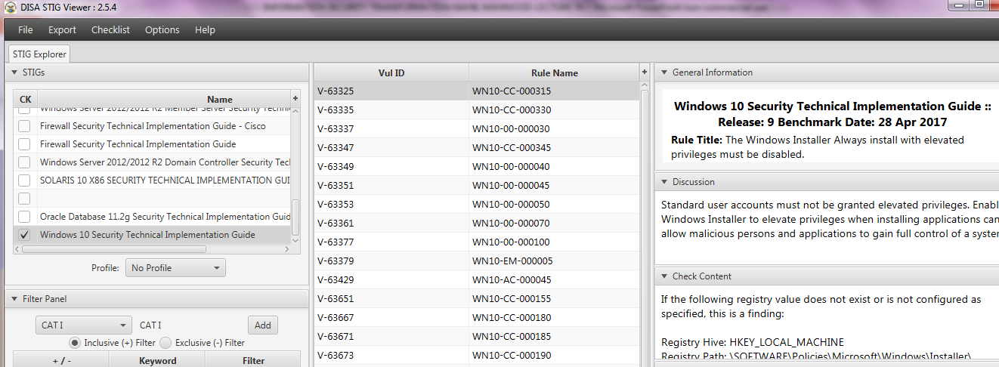 DISA STIG Viewer : 2.5.4
File Export Checklist Options Help
STIG Explorer
STIGs
CK Name +
Windows Server 2012/2012 R2 Member Server Security Techni
Firewall Security Technical Implementation Guide - Cisco
Firewall Security Technical Implementation Guide
Windows Server 2012/2012 R2 Domain Controller Security Tec
SOLARIS 10 X86 SECURITY TECHNICAL IMPLEMENTATION GUI
Oracle Database 11.2g Security Technical Implementation Guid
Windows 10 Security Technical Implementation Guide
Profile: No Profile
Filter Panel
CAT I CAT I Add
Inclusive (+) Filter Exclusive (-) Filter
+ / - Keyword Filter
Vul ID Rule Name +
V-63325 WN10-CC-000315
V-63335 WN10-CC-000330
V-63337 WN10-00-000030
V-63347 WN10-CC-000345
V-63349 WN10-00-000040
V-63351 WN10-00-000045
V-63353 WN10-00-000050
V-63361 WN10-00-000070
V-63377 WN10-00-000100
V-63379 WN10-EM-000005
V-63429 WN10-AC-000045
V-63651 WN10-CC-000155
V-63667 WN10-CC-000180
V-63671 WN10-CC-000185
V-63673 WN10-CC-000190
General Information
Windows 10 Security Technical Implementation Guide ::
Release: 9 Benchmark Date: 28 Apr 2017
Rule Title: The Windows Installer Always install with elevated
privileges must be disabled.
Discussion
Standard user accounts must not be granted elevated privileges. Enabl
Windows Installer to elevate privileges when installing applications can
allow malicious persons and applications to gain full control of a system
Check Content
If the following registry value does not exist or is not configured as
specified, this is a finding:
Registry Hive: HKEY_LOCAL_MACHINE
Registry Path: \SOFTWARE\Policies\Microsoft\Windows\Installer\